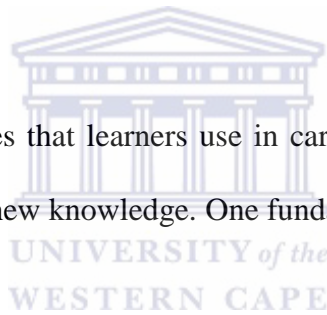 es that learners use in car
new knowledge. One fund
UNIVERSITY of the
WESTERN CAPE